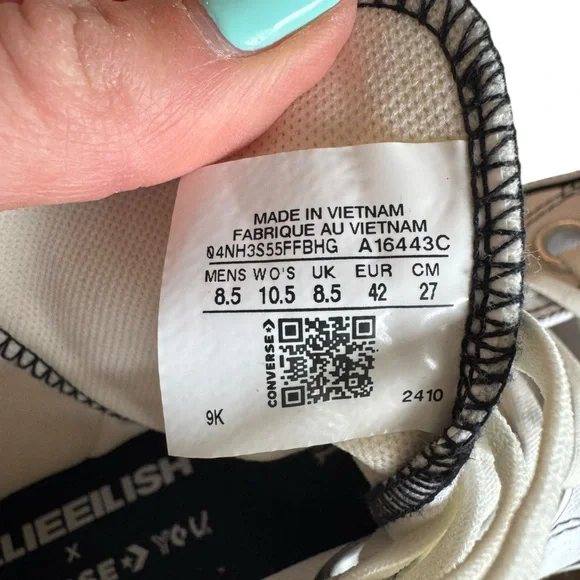 MADE IN VIETNAM
FABRIQUE AU VIETNAM
04NH3S55FFBHG A16443C
MENS WO'S UK EUR CM
8.5 10.5 8.5 42 27
CONVERSE
9K 2410
LIEEILISH
x
ERSE YOU